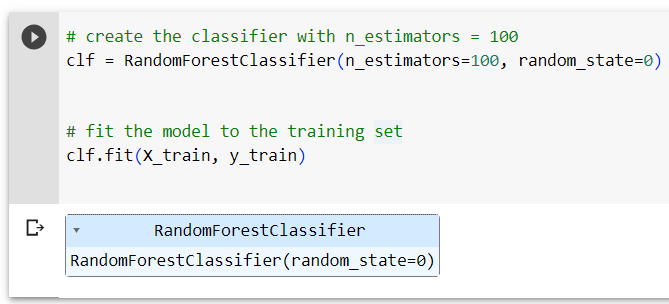 # create the classifier with n_estimators = 100
clf = RandomForestClassifier(n_estimators=100, random_state=0)
# fit the model to the training set
clf.fit(X_train, y_train)
RandomForestClassifier
RandomForestClassifier(random_state=0)